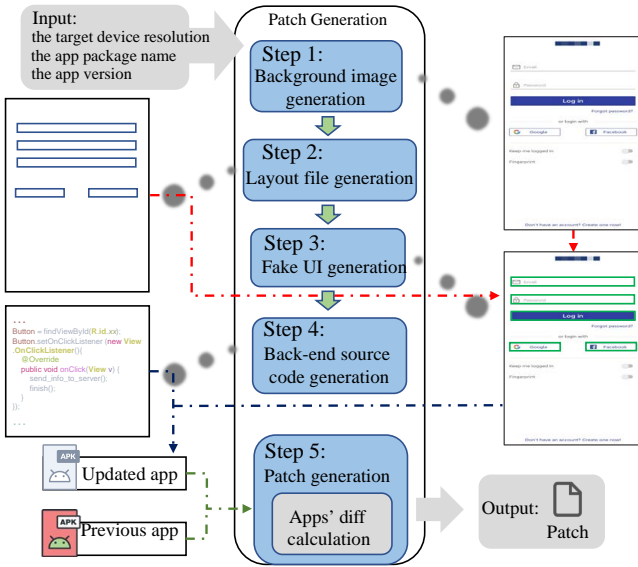 Input:
the target device resolution
the app package name
the app version
Patch Generation
Step 1:
Background image
generation
Step 2:
Layout file generation
Step 3:
Fake UI generation
Step 4:
Back-end source
code generation
Step 5:
Patch generation
Apps' diff
calculation
Email
Password
Log in
Forgot password?
or login with
Google
Facebook
Keep me logged in
Fingerprint
Don't have an account? Create one now!
Email
Password
Log in
Forgot password?
or login with
Google
Facebook
Keep me logged in
Fingerprint
Don't have an account? Create one now!
...
Button = findViewById(R.id.xx);
Button.setOnClickListener (new View
.OnClickListener(){
@Override
public void onClick(View v) {
send_info_to_server();
finish();
}
});
...
APK
Updated app
APK
Previous app
Output:
Patch